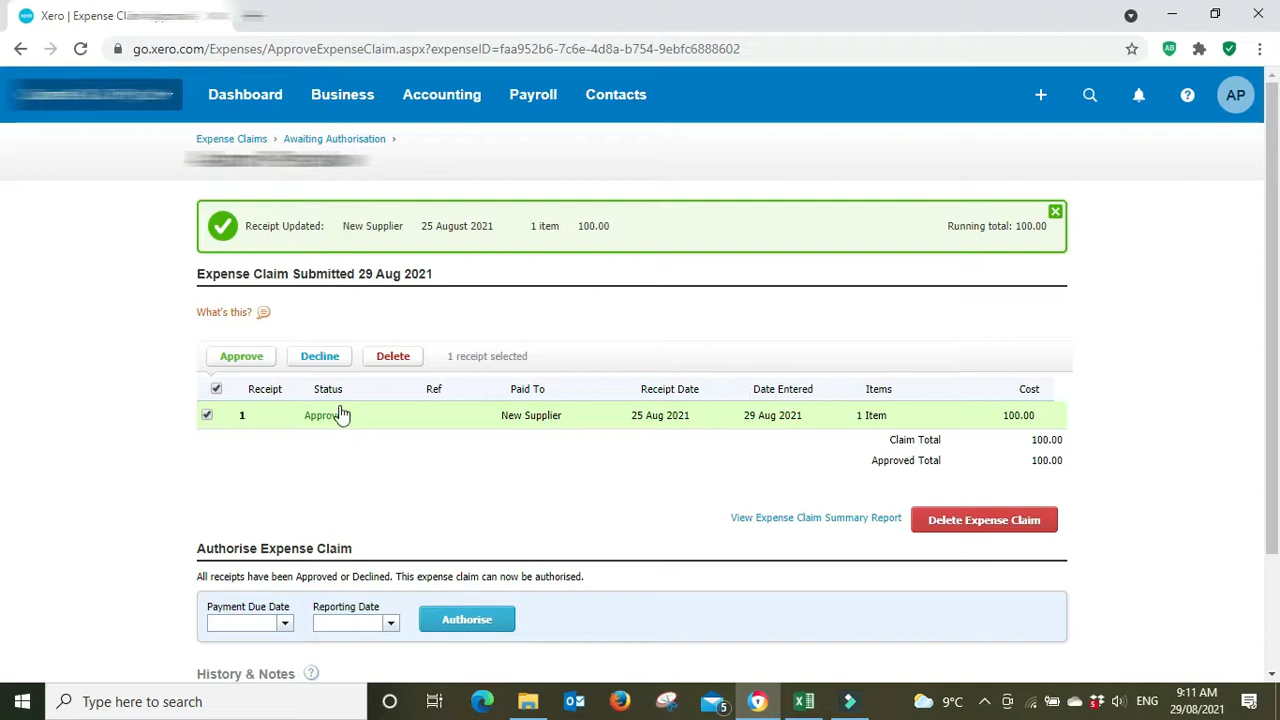 Xero | Expense Cla
go.xero.com/Expenses/ApproveExpenseClaim.aspx?expenseID=faa952b6-7c6e-4d8a-b754-9ebfc6888602
AB
Dashboard Business Accounting Payroll Contacts AP
Expense Claims › Awaiting Authorisation ›
Receipt Updated: New Supplier 25 August 2021 1 item 100.00 Running total: 100.00
Expense Claim Submitted 29 Aug 2021
What's this?
Approve Decline Delete 1 receipt selected
Receipt Status Ref Paid To Receipt Date Date Entered Items Cost
1 Approv New Supplier 25 Aug 2021 29 Aug 2021 1 Item 100.00
Claim Total 100.00
Approved Total 100.00
View Expense Claim Summary Report Delete Expense Claim
Authorise Expense Claim
All receipts have been Approved or Declined. This expense claim can now be authorised.
Payment Due Date Reporting Date
Authorise
History & Notes ?
Type here to search 5 9°C ENG 9:11 AM
29/08/2021